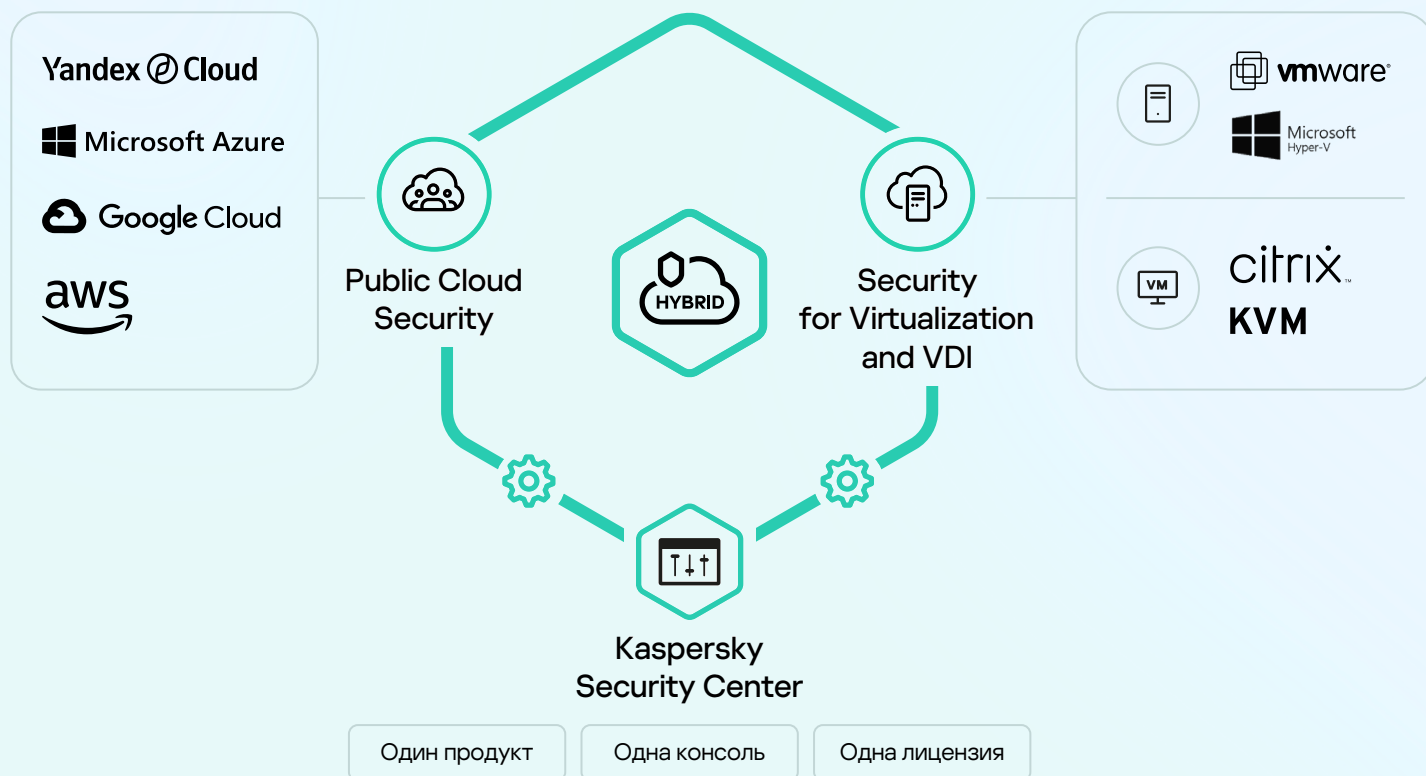 Yandex Cloud
Microsoft Azure
Google Cloud
aws
Public Cloud
Security
HYBRID
Security
for Virtualization
and VDI
vmware®
Microsoft
Hyper-V
VM
citrix™
KVM
Kaspersky
Security Center
Один продукт
Одна консоль
Одна лицензия